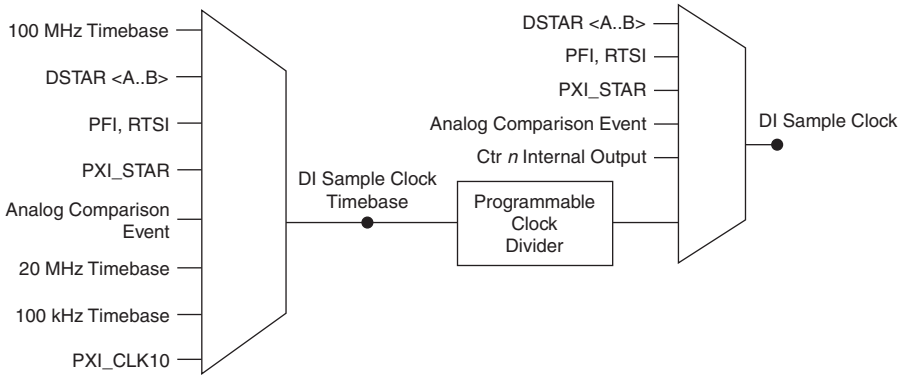 100 MHz Timebase
DSTAR <A..B>
PFI, RTSI
PXI_STAR
Analog Comparison
Event
20 MHz Timebase
100 kHz Timebase
PXI_CLK10
DI Sample Clock
Timebase
Programmable
Clock
Divider
DSTAR <A..B>
PFI, RTSI
PXI_STAR
Analog Comparison Event
Ctr n Internal Output
DI Sample Clock